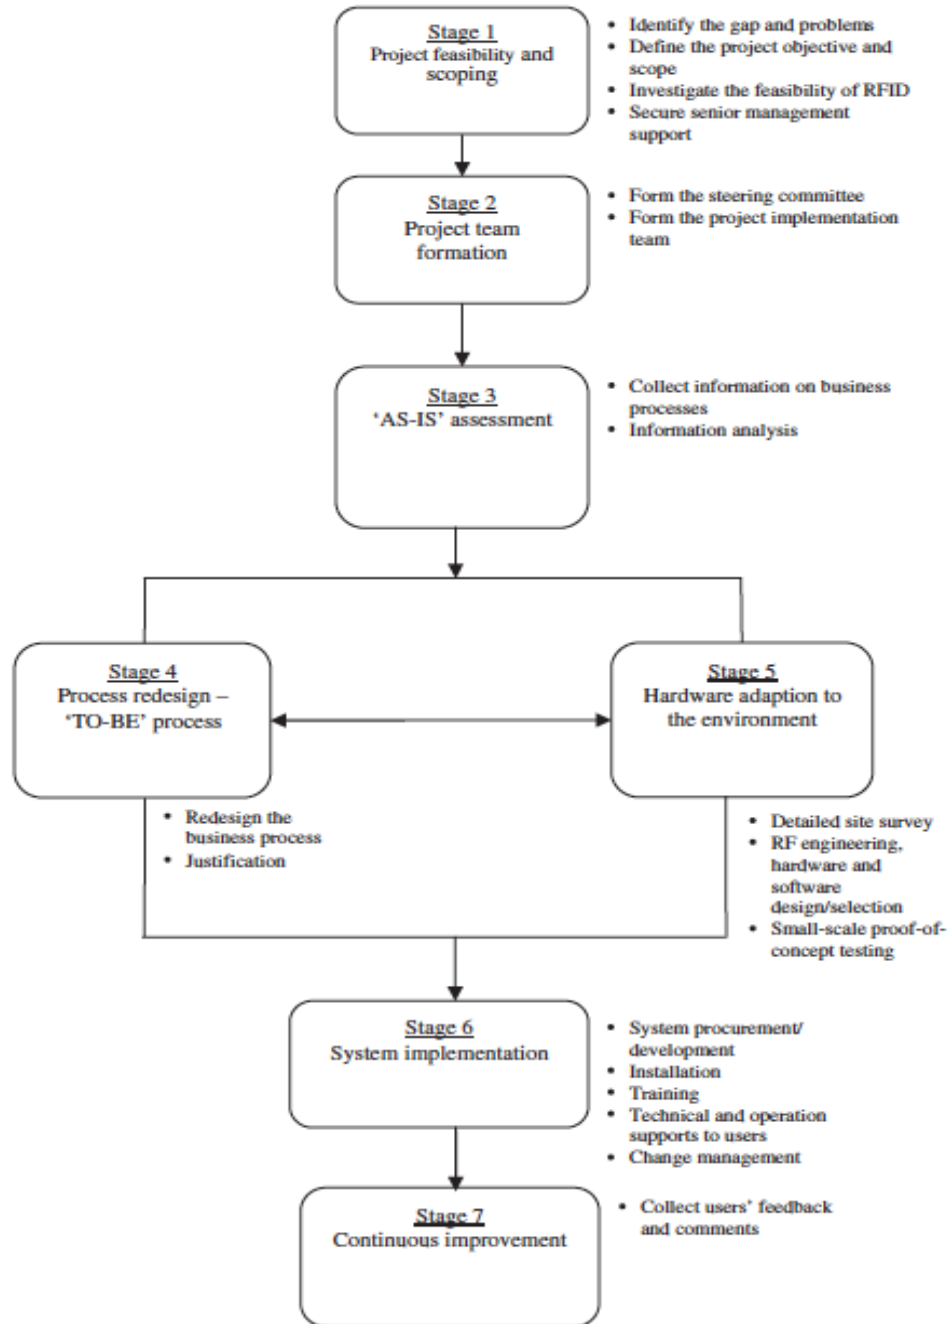 Stage 1
Project feasibility and
scoping
• Identify the gap and problems
• Define the project objective and
scope
• Investigate the feasibility of RFID
• Secure senior management
support
Stage 2
Project team
formation
• Form the steering committee
• Form the project implementation
team
Stage 3
‘AS-IS’ assessment
• Collect information on business
processes
• Information analysis
Stage 4
Process redesign –
‘TO-BE’ process
• Redesign the
business process
• Justification
Stage 5
Hardware adaption to
the environment
• Detailed site survey
• RF engineering,
hardware and
software
design/selection
• Small-scale proof-of-
concept testing
Stage 6
System implementation
• System procurement/
development
• Installation
• Training
• Technical and operation
supports to users
• Change management
Stage 7
Continuous improvement
• Collect users’ feedback
and comments